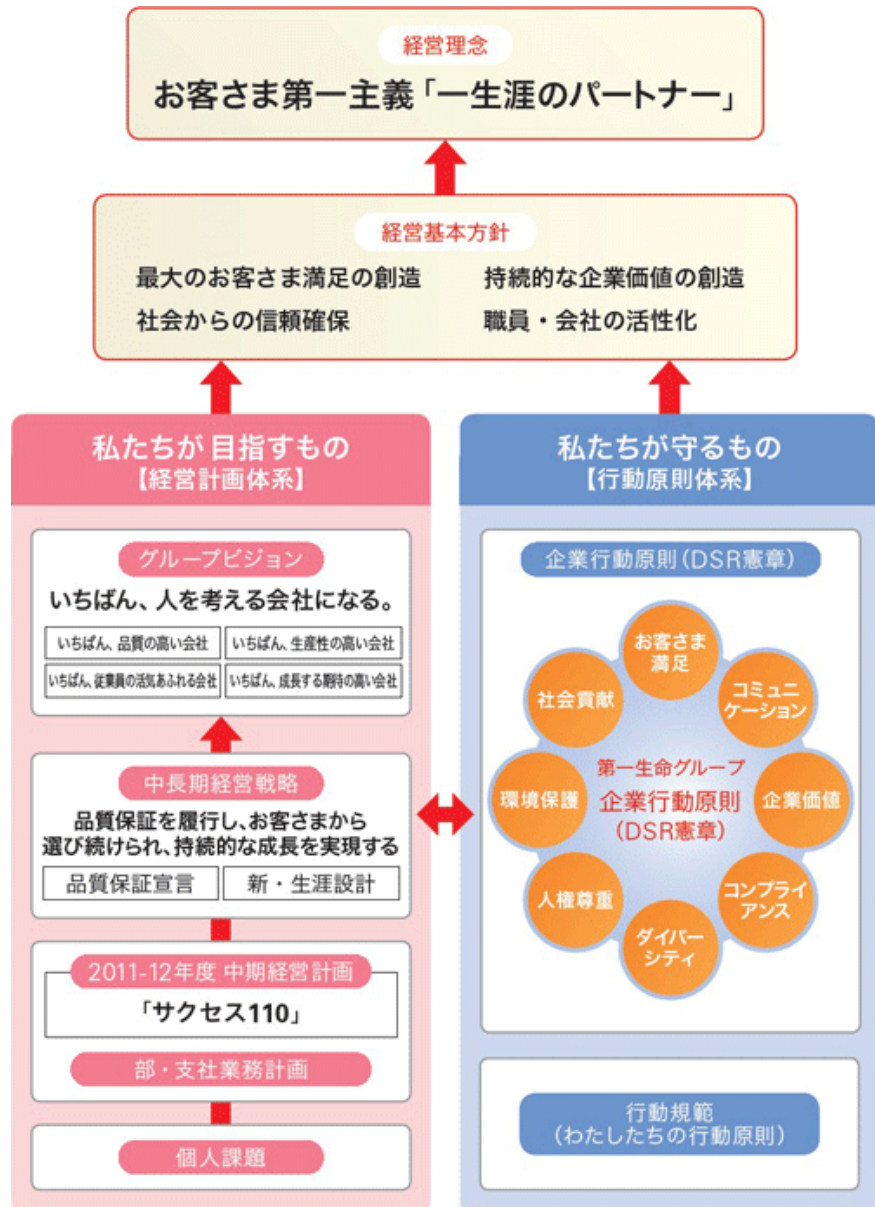 経営理念
お客さま第一主義「一生涯のパートナー」
経営基本方針
最大のお客さま満足の創造
持続的な企業価値の創造
社会からの信頼確保
職員・会社の活性化
私たちが目指すもの
【経営計画体系】
グループビジョン
いちばん、人を考える会社になる。
いちばん、品質の高い会社
いちばん、生産性の高い会社
いちばん、従業員の活気あふれる会社
いちばん、成長する期待の高い会社
中長期経営戦略
品質保証を履行し、お客さまから
選び続けられ、持続的な成長を実現する
品質保証宣言
新・生涯設計
2011-12年度 中期経営計画
「サクセス110」
部・支社業務計画
個人課題
私たちが守るもの
【行動原則体系】
企業行動原則(DSR憲章)
お客さま
満足
コミュニ
ケーション
企業価値
コンプライ
アンス
ダイバー
シティ
人権尊重
環境保護
社会貢献
第一生命グループ
企業行動原則
(DSR憲章)
行動規範
(わたしたちの行動原則)